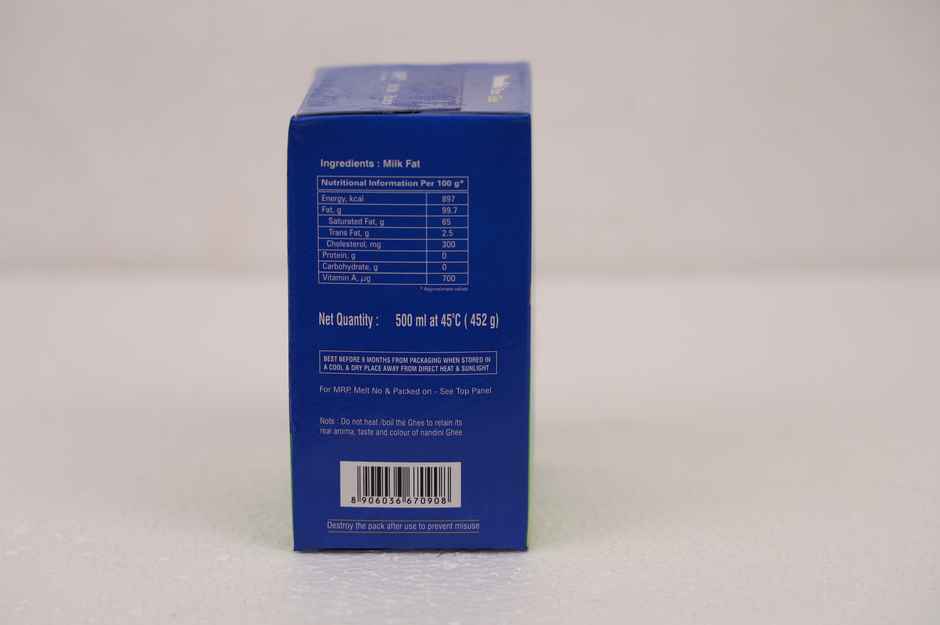 Ingredients : Milk Fat
Nutritional Information Per 100 g*
Energy, kcal 897
Fat, g 99.7
Saturated Fat, g 65
Trans Fat, g 2.5
Cholesterol, mg 300
Protein, g 0
Carbohydrate, g 0
Vitamin A, µg 700
* Approximate values
Net Quantity : 500 ml at 45°C ( 452 g)
BEST BEFORE 9 MONTHS FROM PACKAGING WHEN STORED IN
A COOL & DRY PLACE AWAY FROM DIRECT HEAT & SUNLIGHT
For MRP, Melt No & Packed on - See Top Panel
Note : Do not heat /boil the Ghee to retain its
real aroma, taste and colour of nandini Ghee
8 906036 670908
Destroy the pack after use to prevent misuse